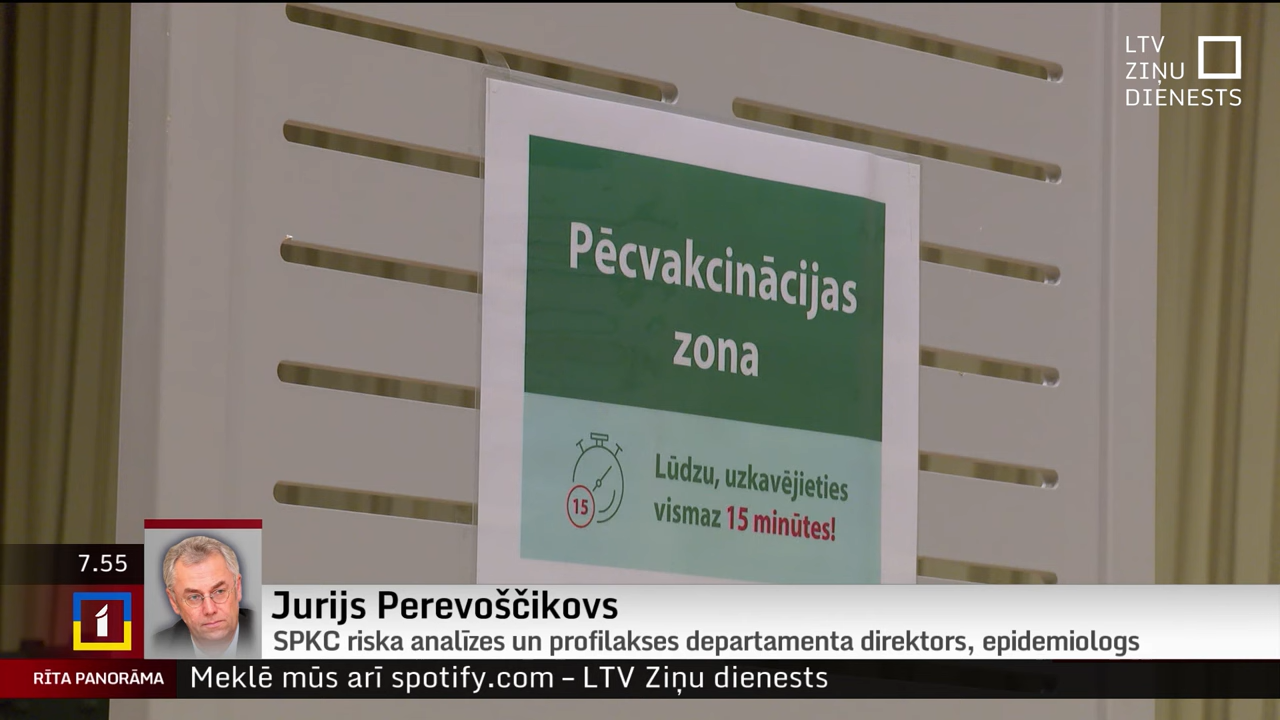 LTV
ZIŅU
DIENESTS
Pēcvakcinācijas
zona
15
Lūdzu, uzkavējieties
vismaz 15 minūtes!
7.55
1
Jurijs Perevoščikovs
SPKC riska analīzes un profilakses departamenta direktors, epidemiologs
RĪTA PANORĀMA
Meklē mūs arī spotify.com – LTV Ziņu dienests